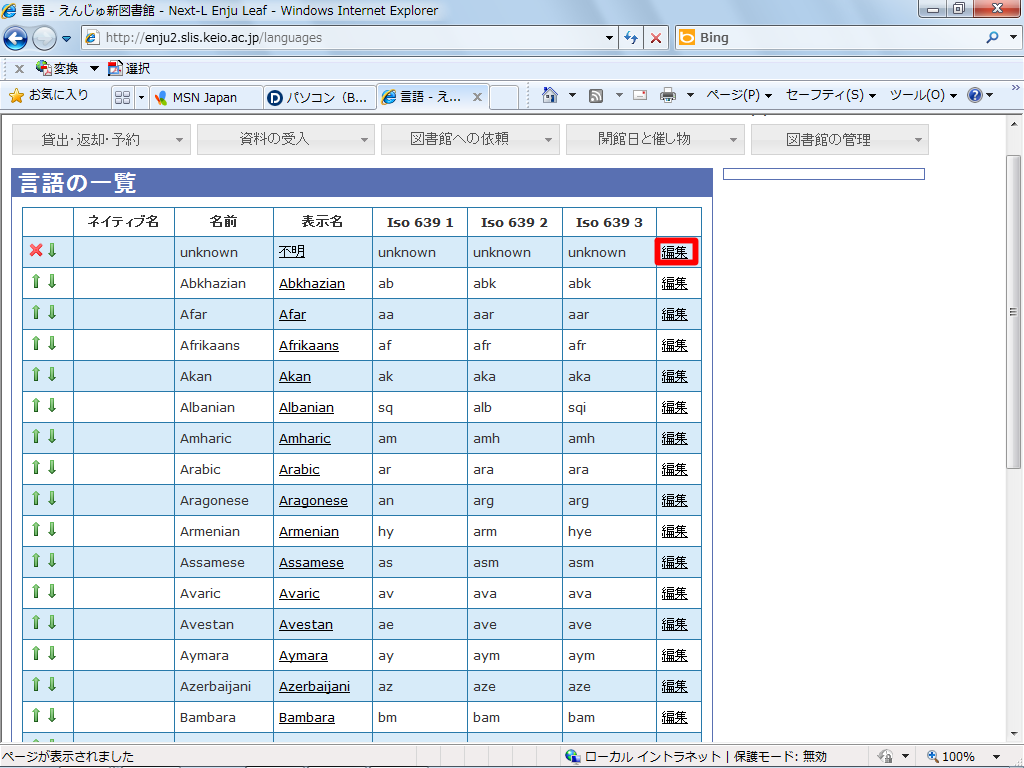 言語 - えんじゅ新図書館 - Next-L Enju Leaf - Windows Internet Explorer
http://enju2.slis.keio.ac.jp/languages
Bing
変換 選択
お気に入り MSN Japan パソコン (B... 言語 - え... ページ(P) セーフティ(S) ツール(O)
貸出・返却・予約 資料の受入 図書館への依頼 開館日と催し物 図書館の管理
言語の一覧
ネイティブ名 名前 表示名 Iso 639 1 Iso 639 2 Iso 639 3
unknown 不明 unknown unknown unknown 編集
Abkhazian Abkhazian ab abk abk 編集
Afar Afar aa aar aar 編集
Afrikaans Afrikaans af afr afr 編集
Akan Akan ak aka aka 編集
Albanian Albanian sq alb sqi 編集
Amharic Amharic am amh amh 編集
Arabic Arabic ar ara ara 編集
Aragonese Aragonese an arg arg 編集
Armenian Armenian hy arm hye 編集
Assamese Assamese as asm asm 編集
Avaric Avaric av ava ava 編集
Avestan Avestan ae ave ave 編集
Aymara Aymara ay aym aym 編集
Azerbaijani Azerbaijani az aze aze 編集
Bambara Bambara bm bam bam 編集
ページが表示されました ローカル イントラネット | 保護モード: 無効 100%